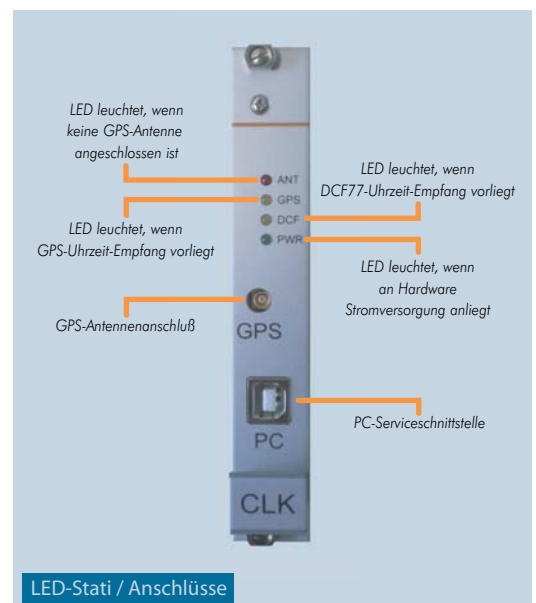 LED leuchtet, wenn
keine GPS-Antenne
angeschlossen ist
ANT
GPS
DCF
PWR
LED leuchtet, wenn
DCF77-Uhrzeit-Empfang vorliegt
LED leuchtet, wenn
GPS-Uhrzeit-Empfang vorliegt
LED leuchtet, wenn
an Hardware
Stromversorgung anliegt
GPS-Antennenanschluß
GPS
PC-Serviceschnittstelle
PC
CLK
LED-Stati / Anschlüsse